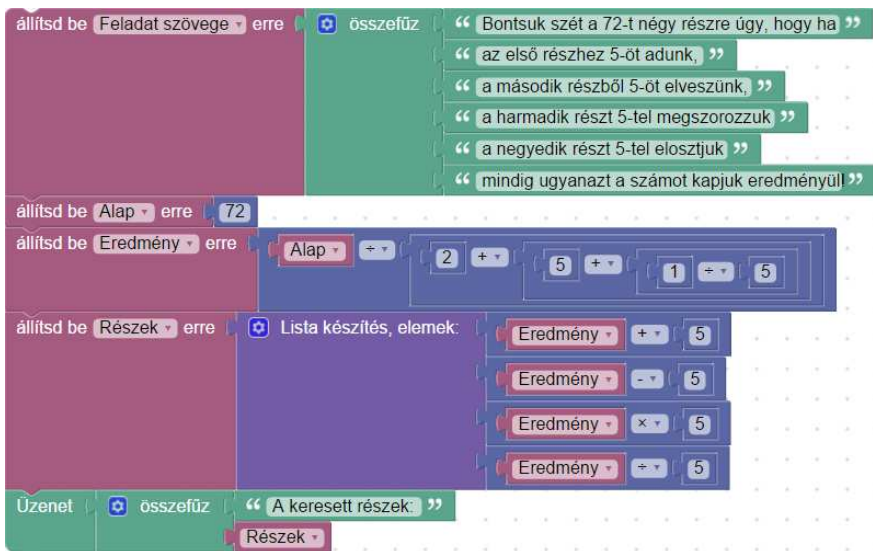 állítsd be Feladat szövege erre összefűz “ Bontsuk szét a 72-t négy részre úgy, hogy ha ”
“ az első részhez 5-öt adunk, ”
“ a második részből 5-öt elveszünk, ”
“ a harmadik részt 5-tel megszorozzuk ”
“ a negyedik részt 5-tel elosztjuk ”
“ mindig ugyanazt a számot kapjuk eredményül! ”
állítsd be Alap erre 72
állítsd be Eredmény erre Alap ÷ 2 + 5 + 1 ÷ 5
állítsd be Részek erre Lista készítés, elemek: Eredmény + 5
Eredmény - 5
Eredmény × 5
Eredmény ÷ 5
Üzenet összefűz “ A keresett részek: ”
Részek